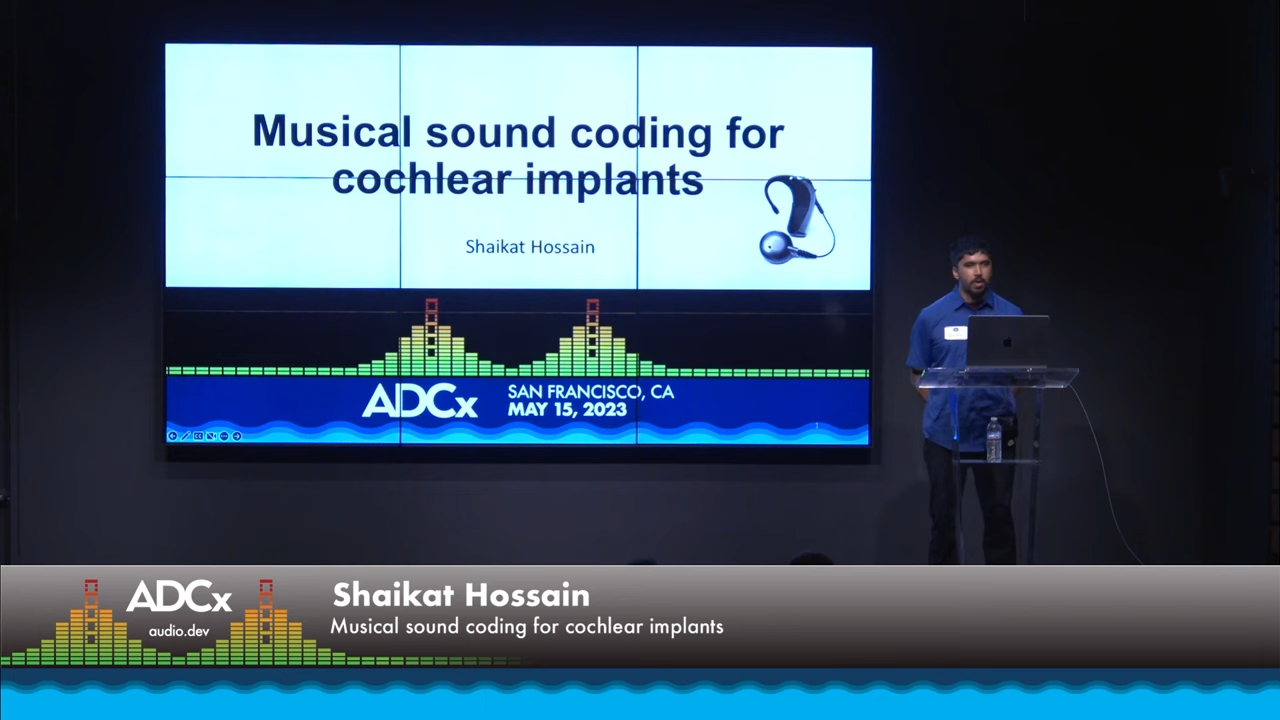 Musical sound coding for
cochlear implants
Shaikat Hossain
ADCx
SAN FRANCISCO, CA
MAY 15, 2023
1
ADCx
audio.dev
Shaikat Hossain
Musical sound coding for cochlear implants